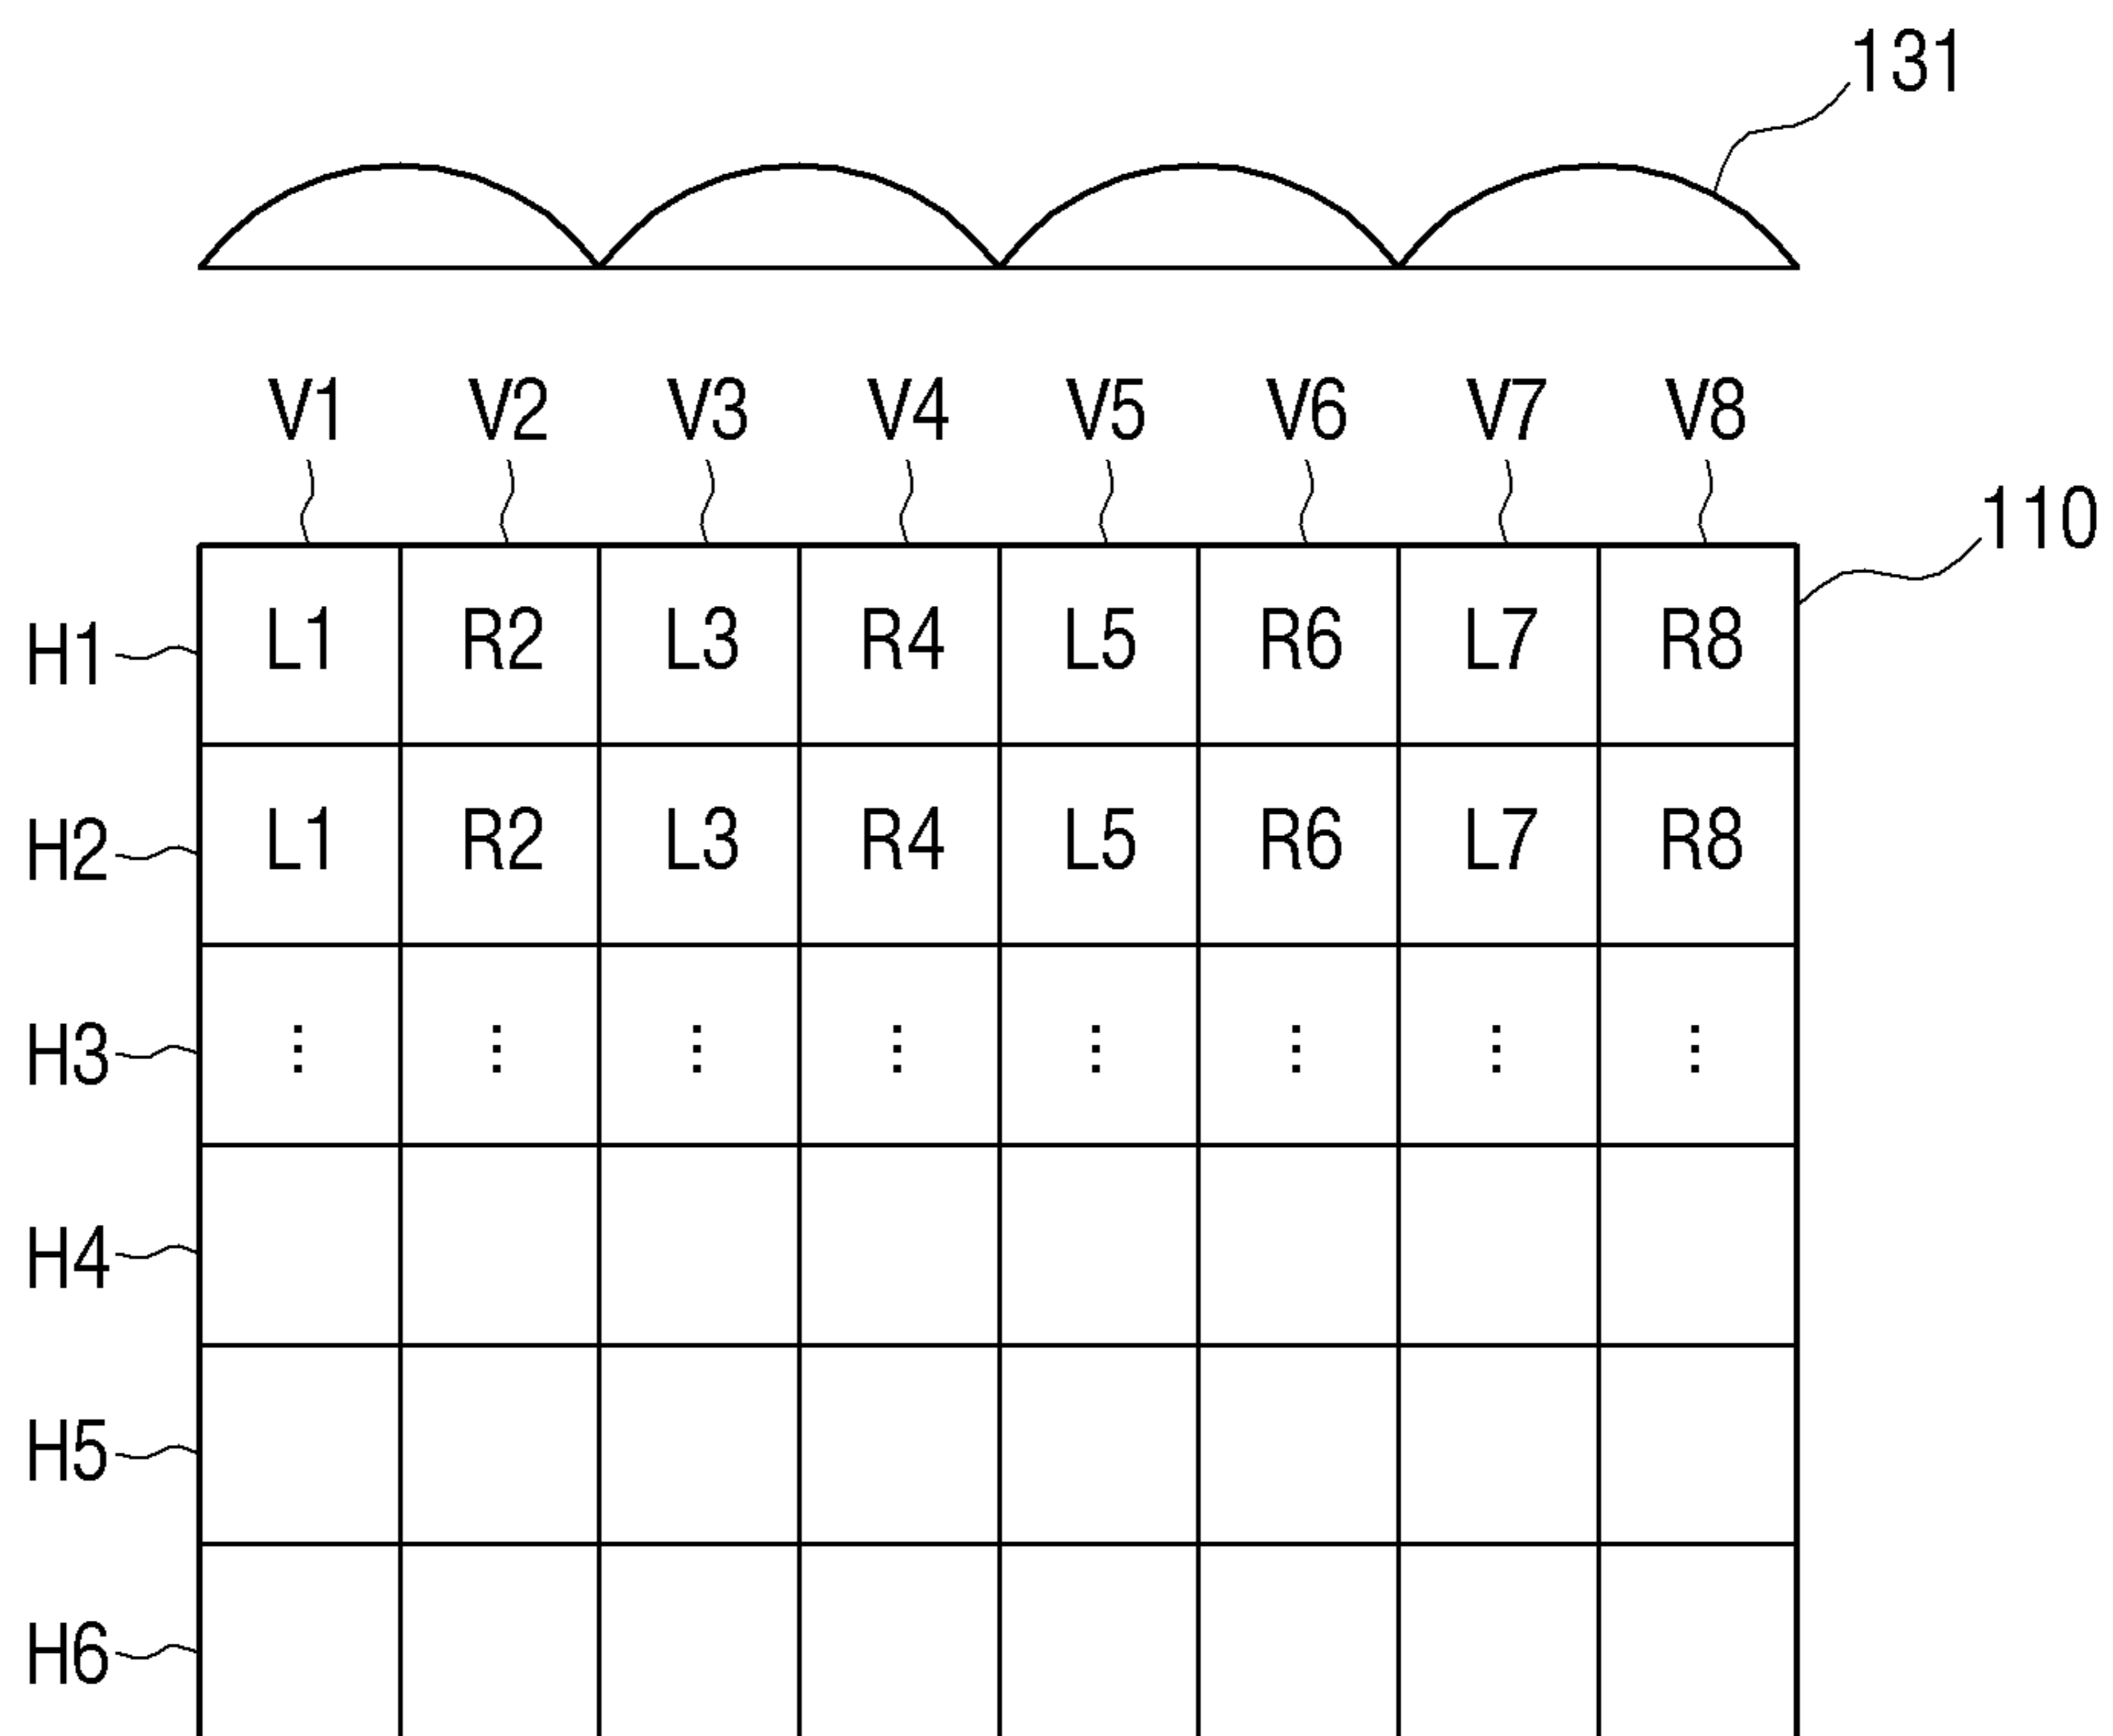 131
V1 V2 V3 V4 V5 V6 V7 V8
110
H1 L1 R2 L3 R4 L5 R6 L7 R8
H2 L1 R2 L3 R4 L5 R6 L7 R8
H3 ⋮ ⋮ ⋮ ⋮ ⋮ ⋮ ⋮ ⋮
H4
H5
H6